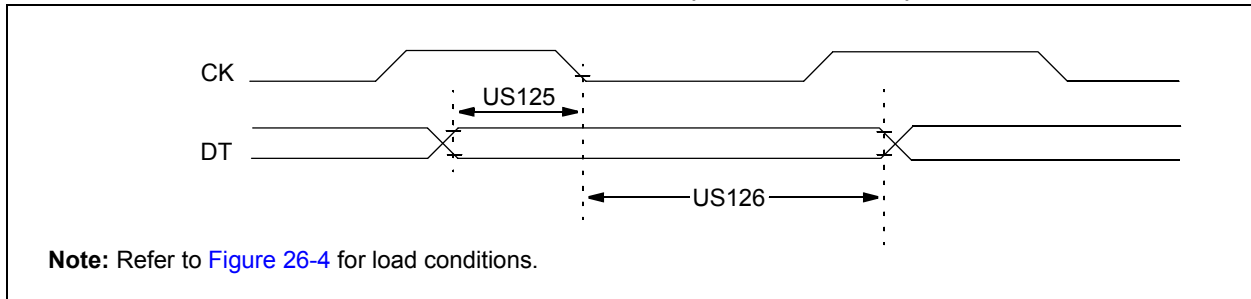 CK
US125
DT
US126
Note: Refer to Figure 26-4 for load conditions.